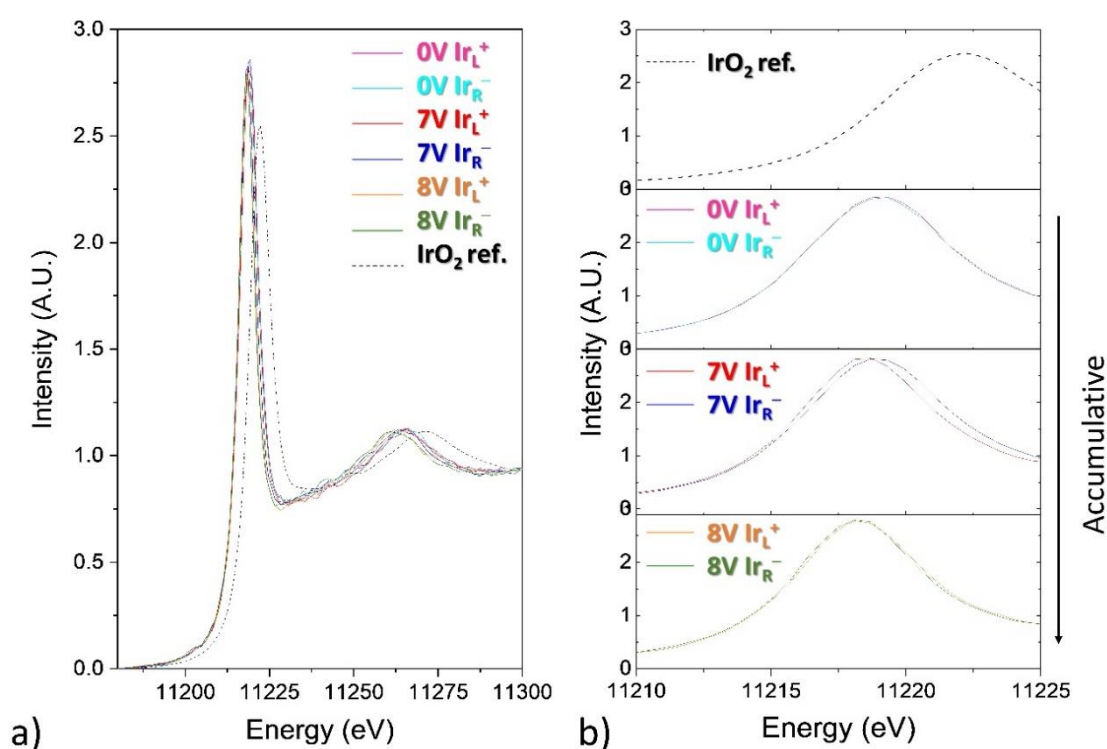 3.0
2.5
2.0
1.5
1.0
0.5
0.0
Intensity (A.U.)
0V Ir_L^+
0V Ir_R^−
7V Ir_L^+
7V Ir_R^−
8V Ir_L^+
8V Ir_R^−
IrO₂ ref.
11200 11225 11250 11275 11300
Energy (eV)
a)
3
2
1
0
IrO₂ ref.
3
2
1
0
0V Ir_L^+
0V Ir_R^−
3
2
1
0
7V Ir_L^+
7V Ir_R^−
3
2
1
0
8V Ir_L^+
8V Ir_R^−
Intensity (A.U.)
11210 11215 11220 11225
Energy (eV)
b)
Accumulative